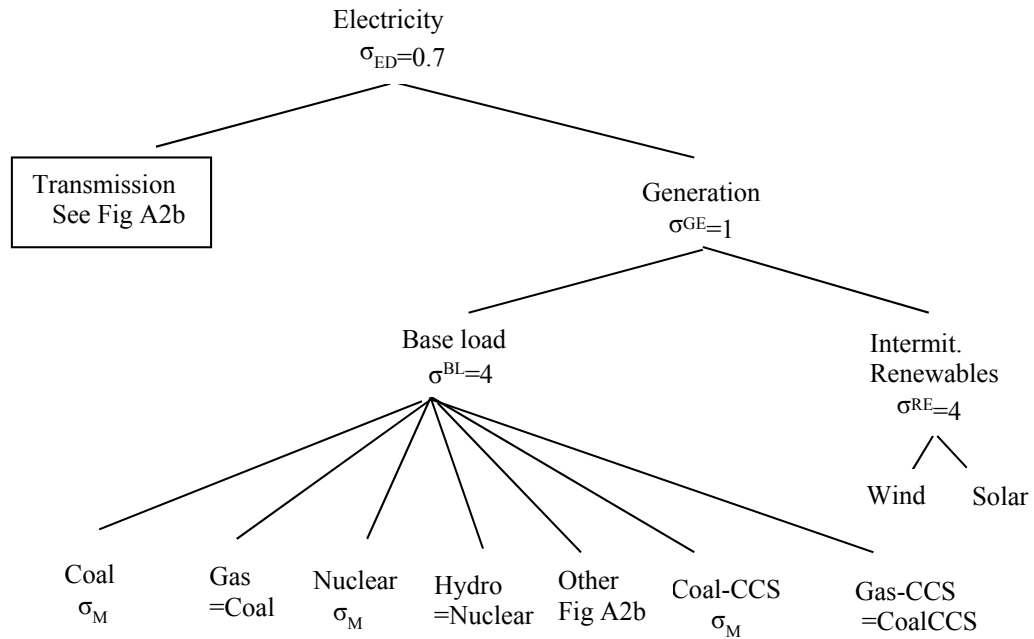 Electricity
σED=0.7
Transmission
See Fig A2b
Generation
σGE=1
Base load
σBL=4
Intermit.
Renewables
σRE=4
Wind
Solar
Coal
σM
Gas
=Coal
Nuclear
σM
Hydro
=Nuclear
Other
Fig A2b
Coal-CCS
σM
Gas-CCS
=CoalCCS